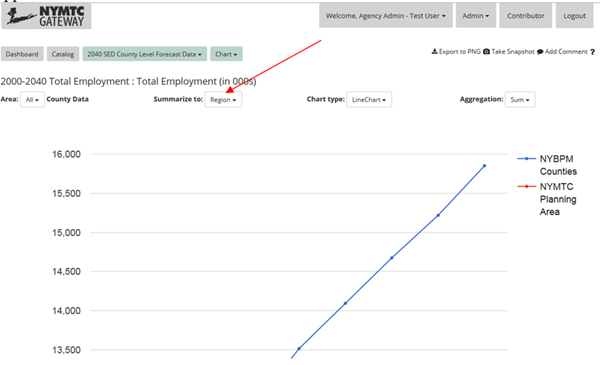 NYMTC
GATEWAY
Welcome, Agency Admin - Test User
Admin
Contributor
Logout
Dashboard
Catalog
2040 SED County Level Forecast Data
Chart
Export to PNG
Take Snapshot
Add Comment
?
2000-2040 Total Employment : Total Employment (in 000s)
Area: All County Data
Summarize to: Region
Chart type: LineChart
Aggregation: Sum
16,000
15,500
15,000
14,500
14,000
13,500
NYBPM
Counties
NYMTC
Planning
Area